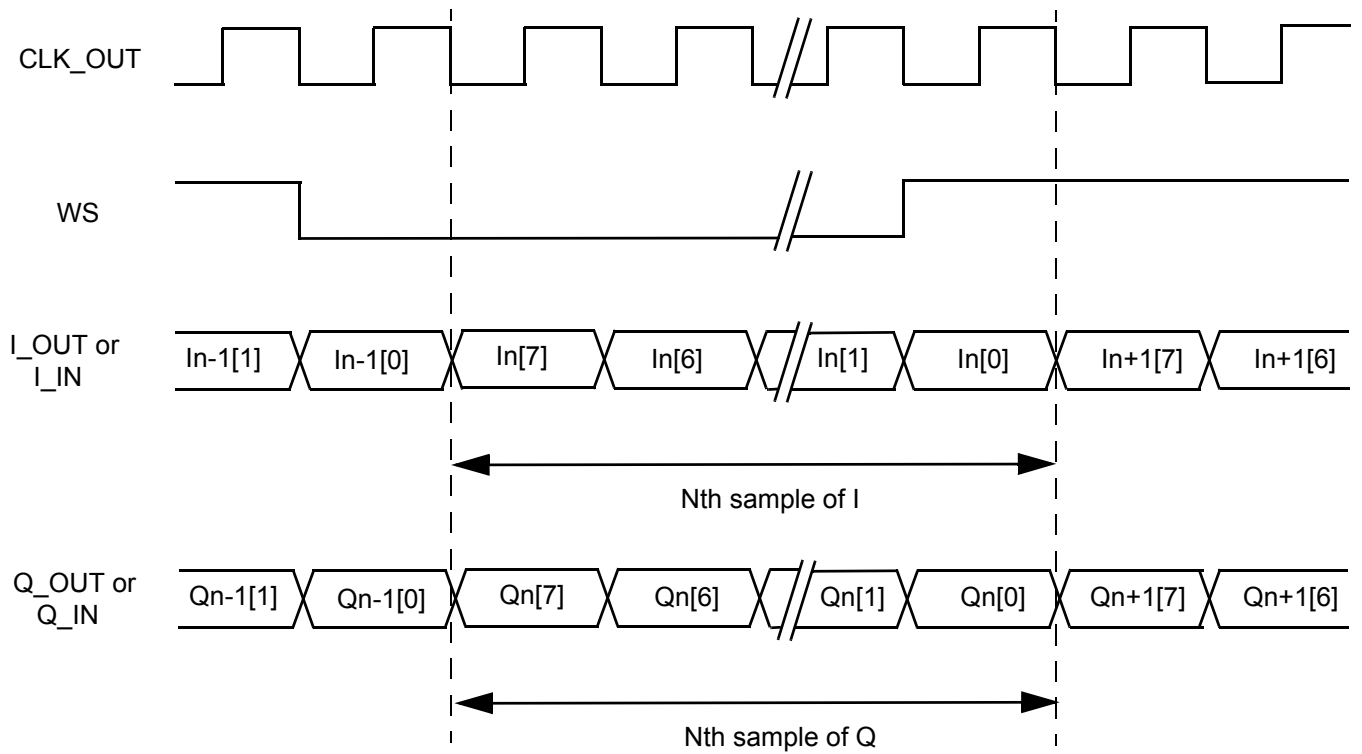 CLK_OUT
WS
I_OUT or
I_IN
In-1[1] In-1[0] In[7] In[6] In[1] In[0] In+1[7] In+1[6]
Nth sample of I
Q_OUT or
Q_IN
Qn-1[1] Qn-1[0] Qn[7] Qn[6] Qn[1] Qn[0] Qn+1[7] Qn+1[6]
Nth sample of Q